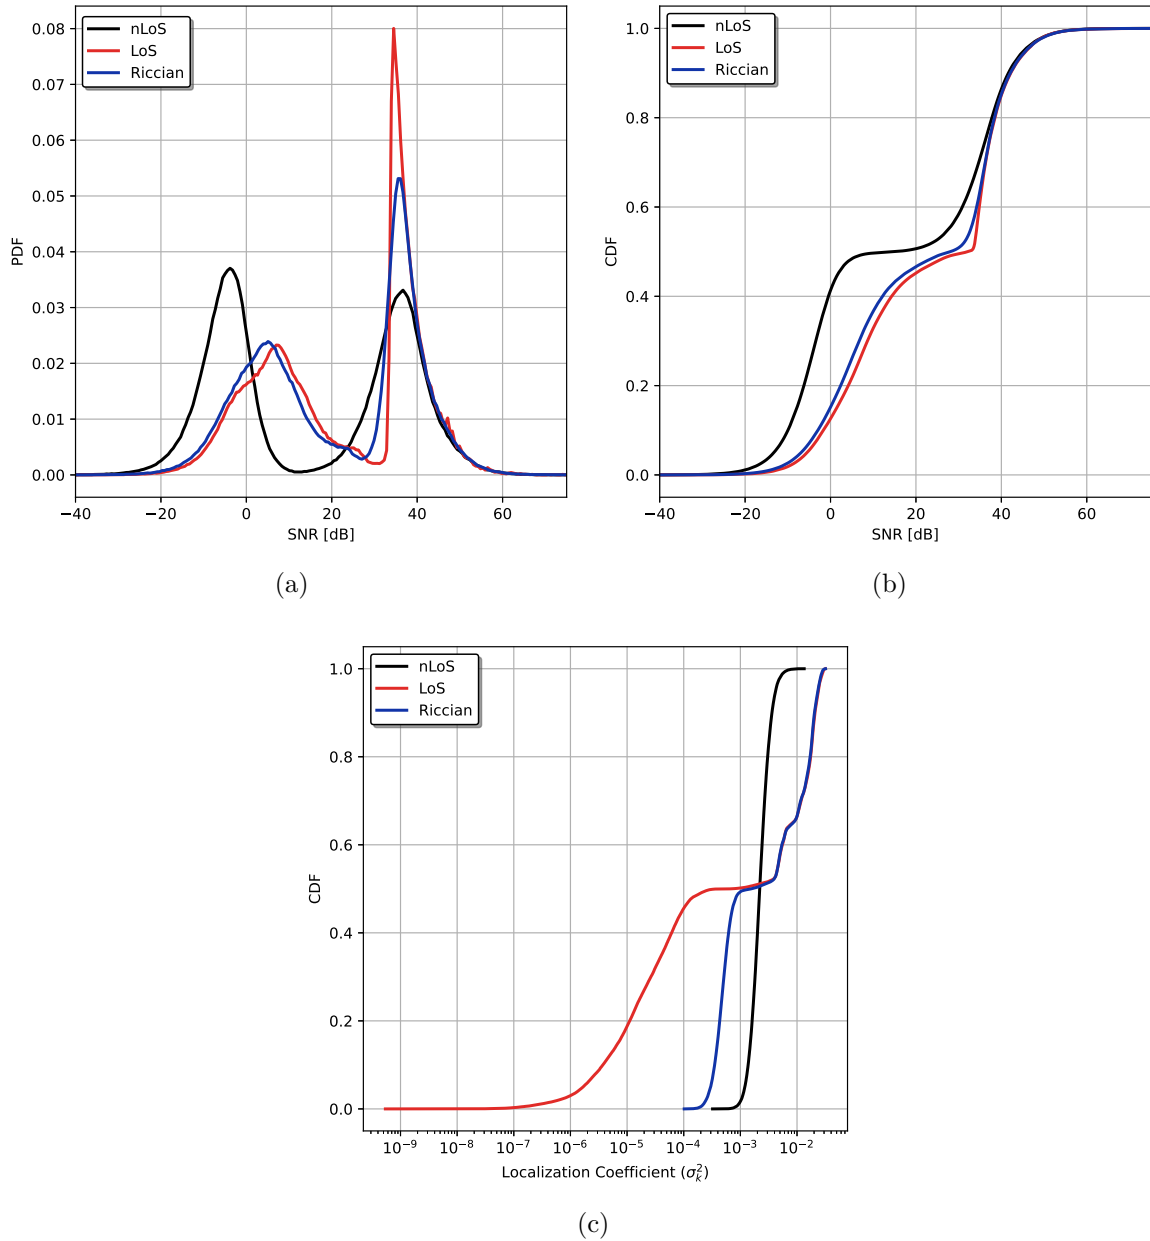 nLoS
LoS
Riccian
0.08
0.07
0.06
0.05
0.04
0.03
0.02
0.01
0.00
PDF
−40 −20 0 20 40 60
SNR [dB]
(a)
nLoS
LoS
Riccian
1.0
0.8
0.6
0.4
0.2
0.0
CDF
−40 −20 0 20 40 60
SNR [dB]
(b)
nLoS
LoS
Riccian
1.0
0.8
0.6
0.4
0.2
0.0
CDF
10⁻⁹ 10⁻⁸ 10⁻⁷ 10⁻⁶ 10⁻⁵ 10⁻⁴ 10⁻³ 10⁻²
Localization Coefficient (σₖ²)
(c)